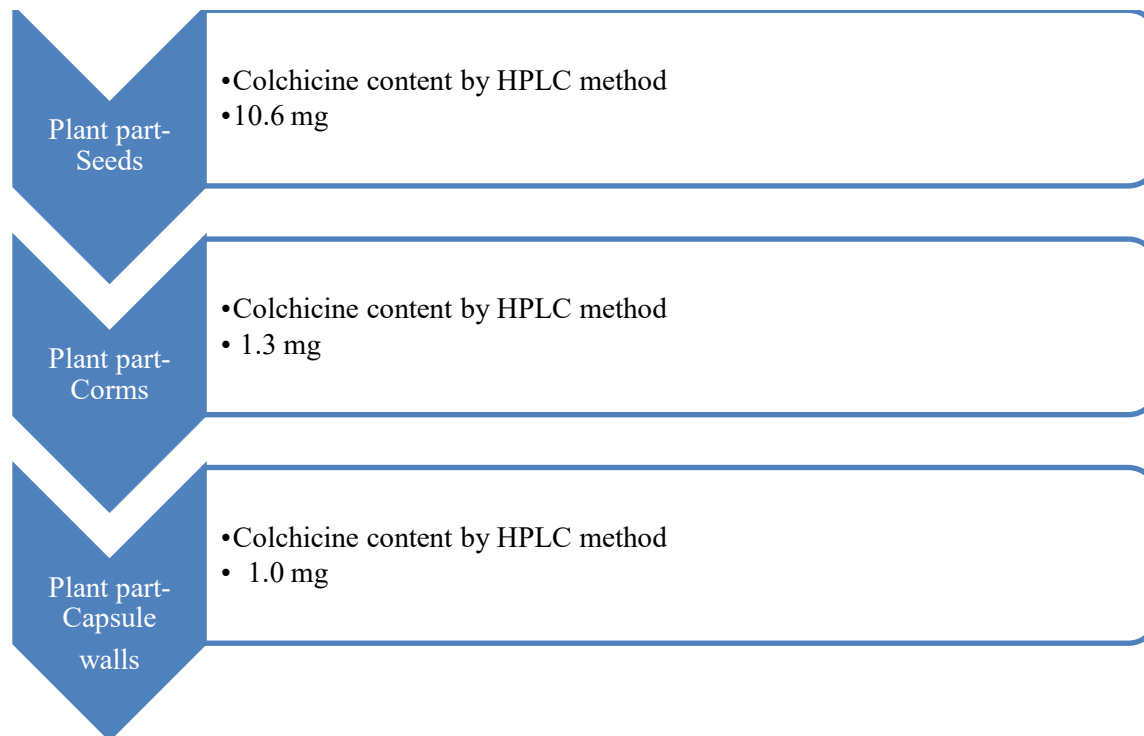 Plant part-
Seeds
•Colchicine content by HPLC method
•10.6 mg
Plant part-
Corms
•Colchicine content by HPLC method
• 1.3 mg
Plant part-
Capsule
walls
•Colchicine content by HPLC method
• 1.0 mg